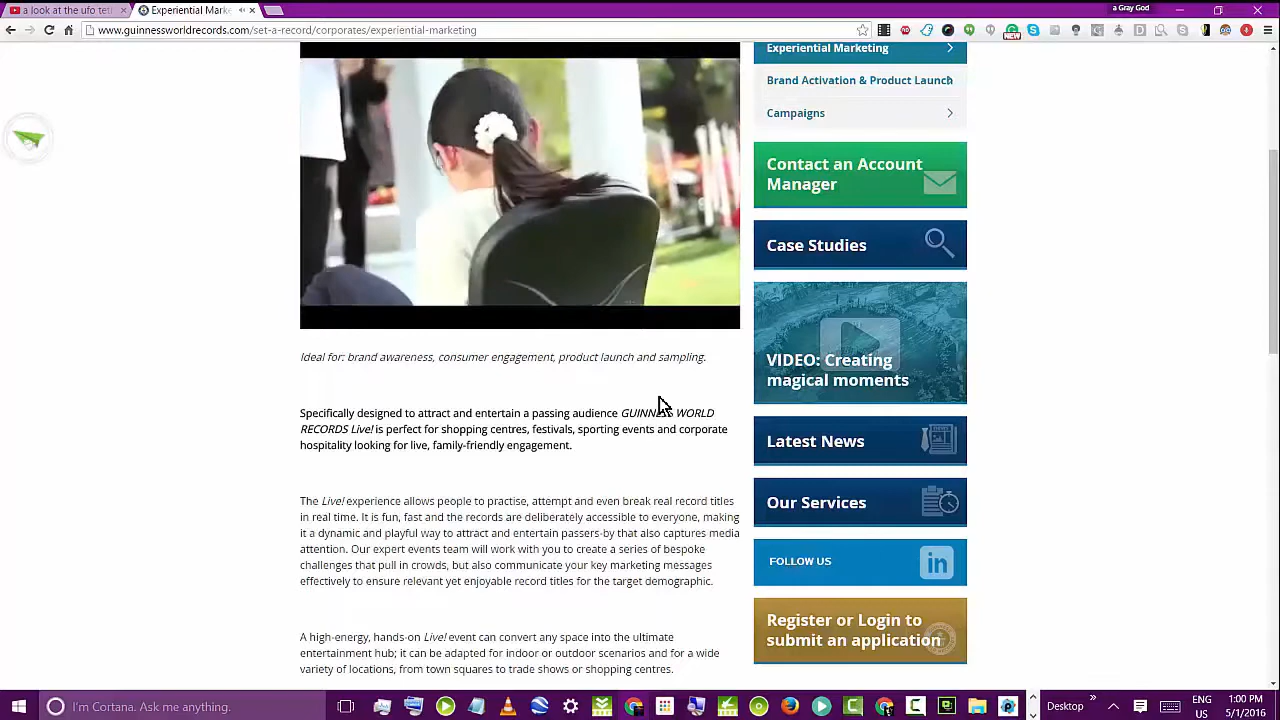 a look at the ufo tet
Experiential Mark
a Gray God
www.guinnessworldrecords.com/set-a-record/corporates/experiential-marketing
NEW
Experiential Marketing
Brand Activation & Product Launch
Campaigns
Contact an Account
Manager
Case Studies
VIDEO: Creating
magical moments
Latest News
Our Services
FOLLOW US
in
Register or Login to
submit an application
Ideal for: brand awareness, consumer engagement, product launch and sampling.
Specifically designed to attract and entertain a passing audience GUINNESS WORLD
RECORDS Live! is perfect for shopping centres, festivals, sporting events and corporate
hospitality looking for live, family-friendly engagement.
The Live! experience allows people to practise, attempt and even break real record titles
in real time. It is fun, fast and the records are deliberately accessible to everyone, making
it a dynamic and playful way to attract and entertain passers-by that also captures media
attention. Our expert events team will work with you to create a series of bespoke
challenges that pull in crowds, but also communicate your key marketing messages
effectively to ensure relevant yet enjoyable record titles for the target demographic.
A high-energy, hands-on Live! event can convert any space into the ultimate
entertainment hub; it can be adapted for indoor or outdoor scenarios and for a wide
variety of locations, from town squares to trade shows or shopping centres.
I'm Cortana. Ask me anything.
Desktop
ENG
US
1:00 PM
5/1/2016